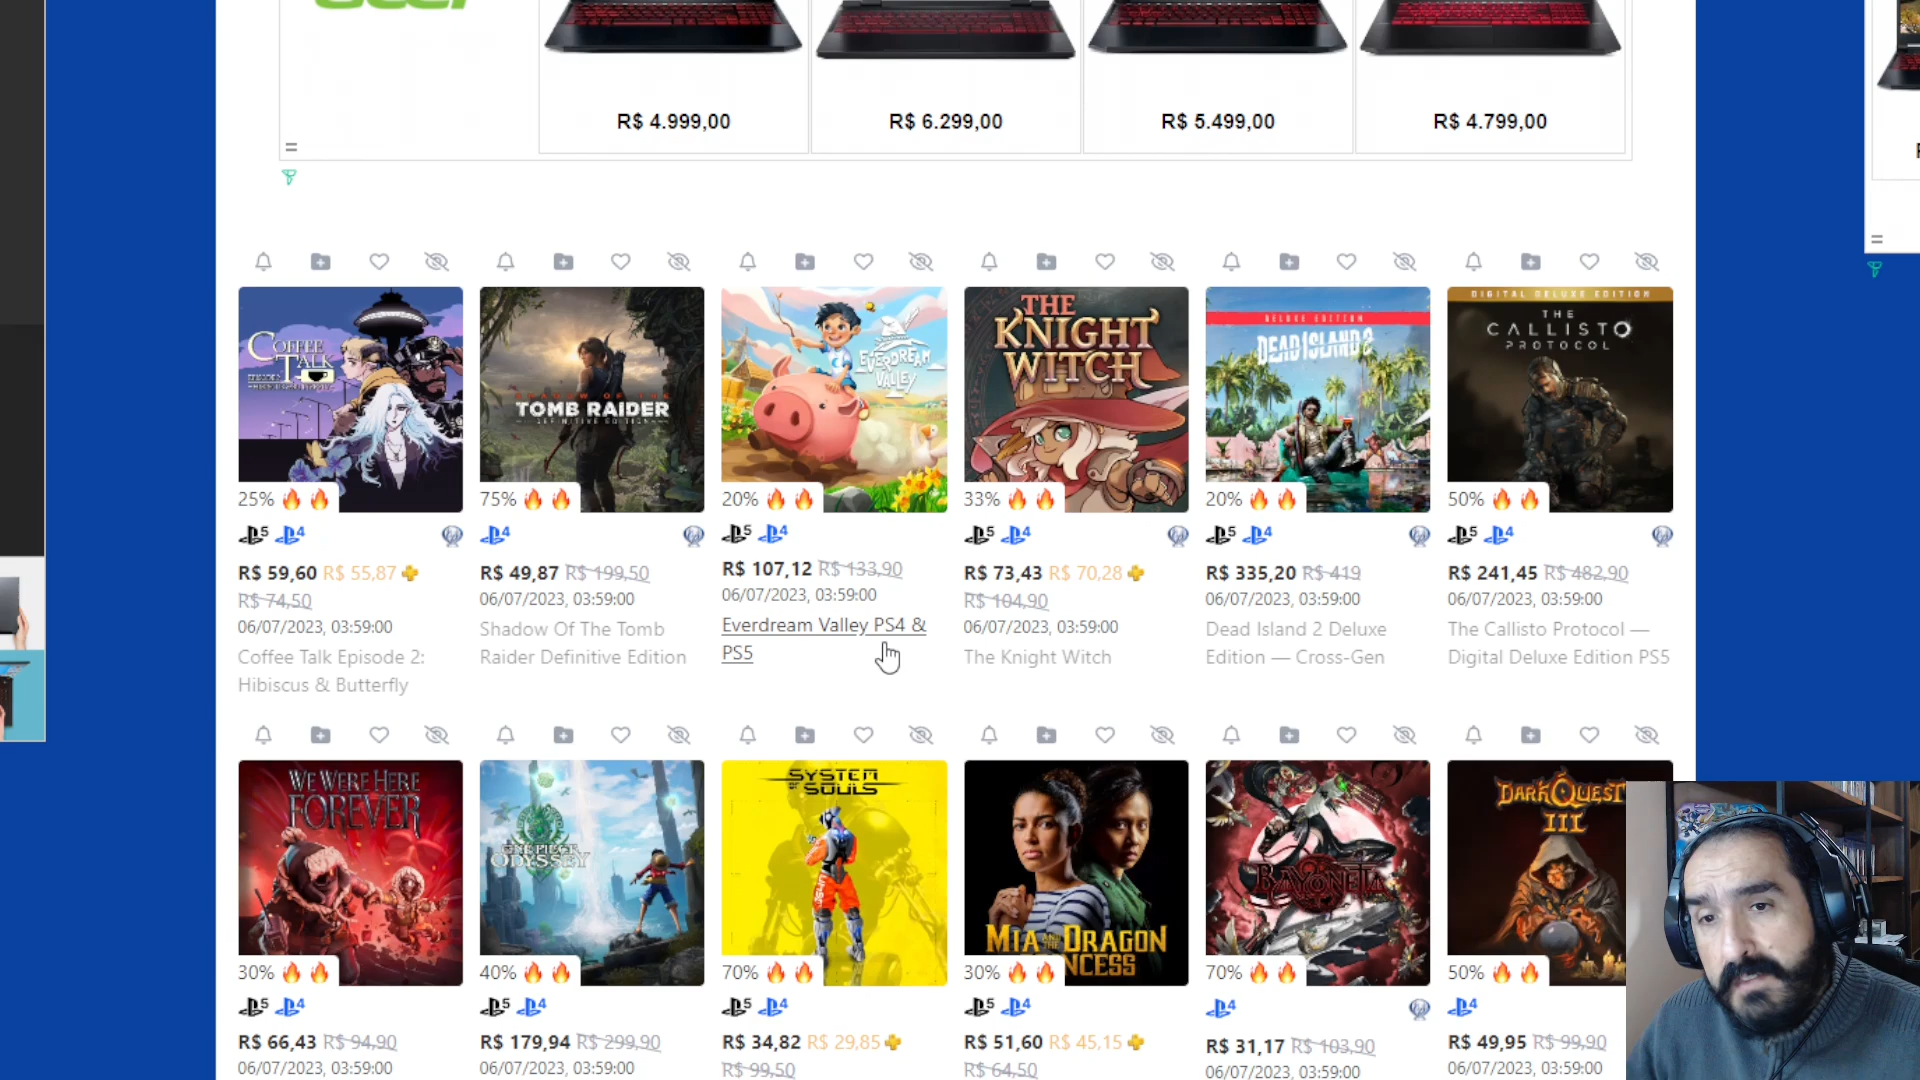 acer
R$ 4.999,00
R$ 6.299,00
R$ 5.499,00
R$ 4.799,00
COFFEE TALK
SHADOW OF THE TOMB RAIDER
DEFINITIVE EDITION
EVERDREAM VALLEY
THE KNIGHT WITCH
DELUXE EDITION
DEAD ISLAND 2
DIGITAL DELUXE EDITION
THE CALLISTO PROTOCOL
25%
75%
20%
33%
20%
50%
R$ 59,60 R$ 55,87
R$ 74,50
06/07/2023, 03:59:00
Coffee Talk Episode 2:
Hibiscus & Butterfly
R$ 49,87 R$ 199,50
06/07/2023, 03:59:00
Shadow Of The Tomb
Raider Definitive Edition
R$ 107,12 R$ 133,90
06/07/2023, 03:59:00
Everdream Valley PS4 &
PS5
R$ 73,43 R$ 70,28
R$ 104,90
06/07/2023, 03:59:00
The Knight Witch
R$ 335,20 R$ 419
06/07/2023, 03:59:00
Dead Island 2 Deluxe
Edition — Cross-Gen
R$ 241,45 R$ 482,90
06/07/2023, 03:59:00
The Callisto Protocol —
Digital Deluxe Edition PS5
WE WERE HERE
FOREVER
ONE PIECE
ODYSSEY
SYSTEM OF
SOULS
MIA AND THE DRAGON
PRINCESS
BAYONETTA
DARK QUEST
III
30%
40%
70%
30%
70%
50%
R$ 66,43 R$ 94,90
06/07/2023, 03:59:00
R$ 179,94 R$ 299,90
06/07/2023, 03:59:00
R$ 34,82 R$ 29,85
R$ 99,50
R$ 51,60 R$ 45,15
R$ 64,50
R$ 31,17 R$ 103,90
06/07/2023, 03:59:00
R$ 49,95 R$ 99,90
06/07/2023, 03:59:00